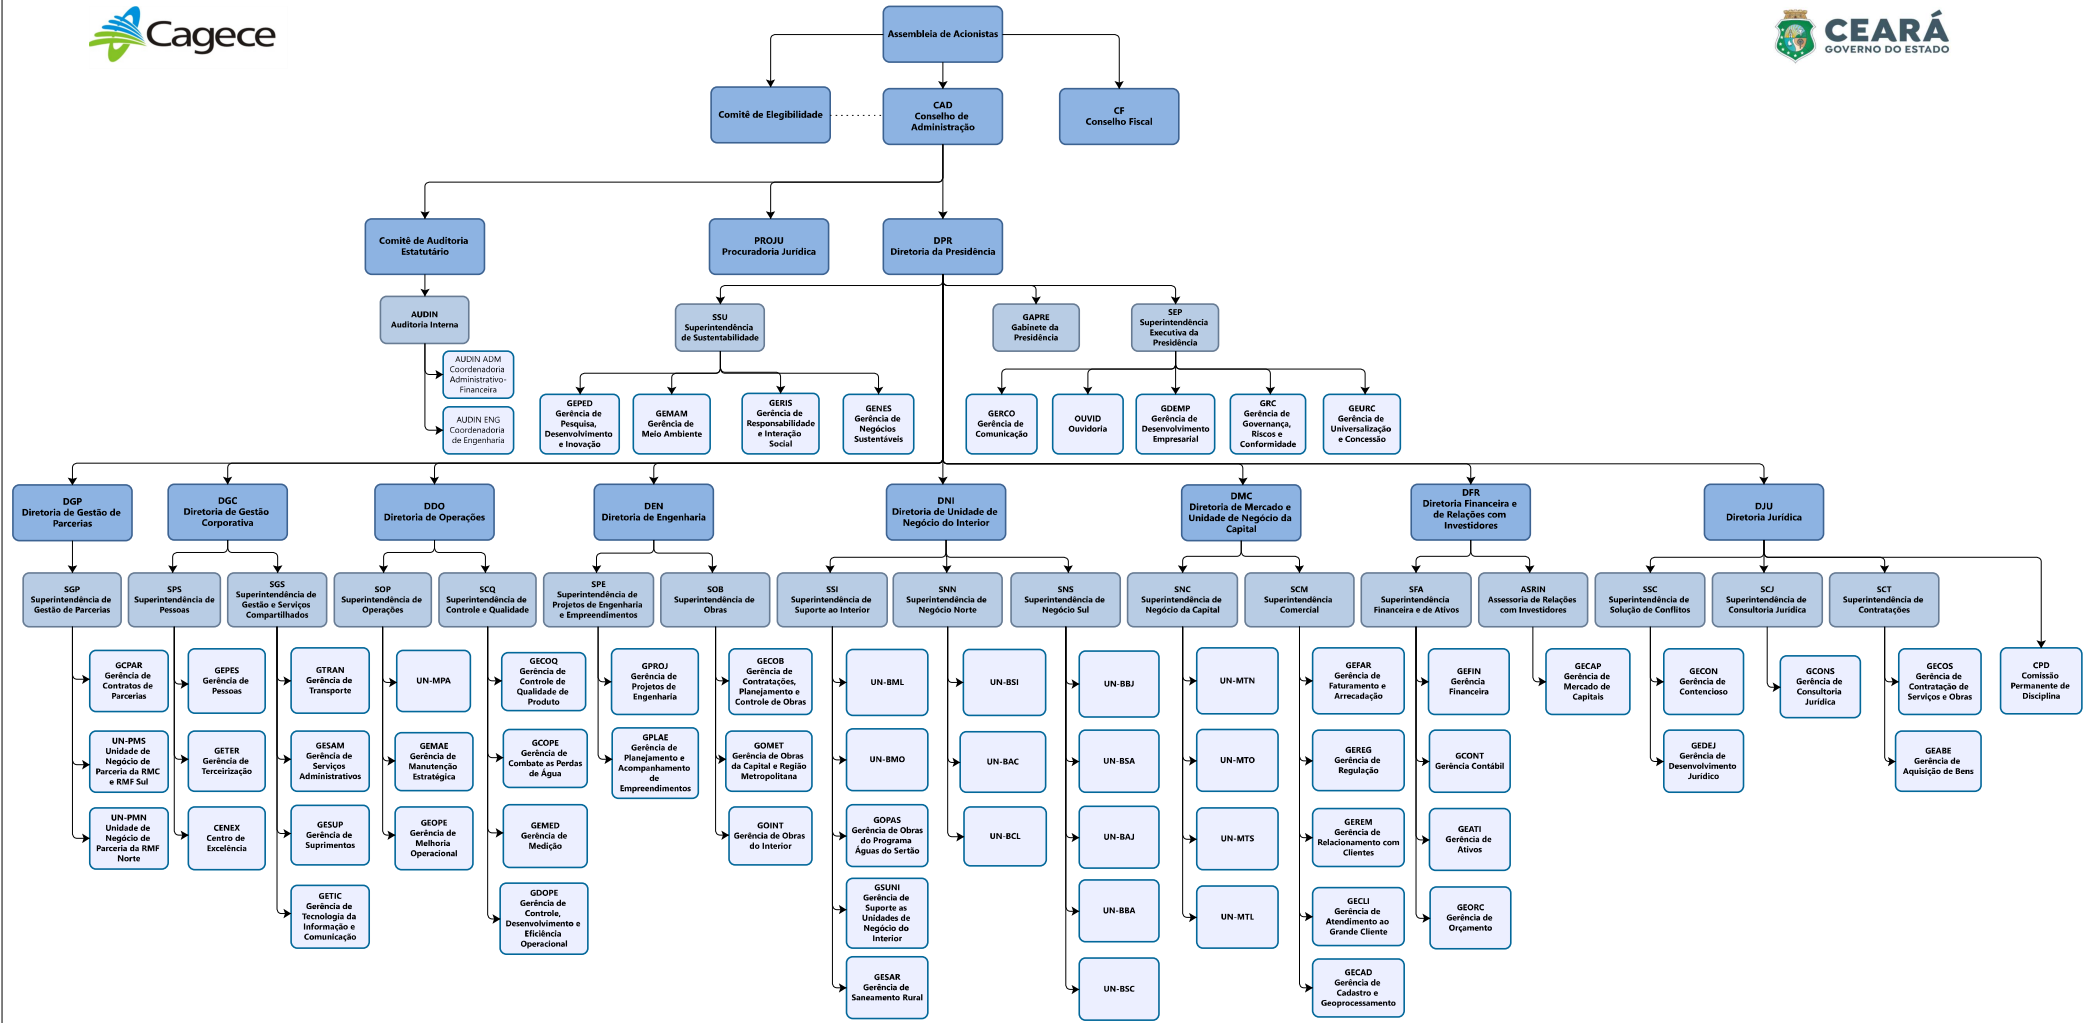 Cagece
CEARÁ
GOVERNO DO ESTADO
Assembleia de Acionistas
Comitê de Elegibilidade
CAD
Conselho de
Administração
CF
Conselho Fiscal
Comitê de Auditoria
Estatutário
PROJU
Procuradoria Jurídica
DPR
Diretoria da Presidência
AUDIN
Auditoria Interna
AUDIN ADM
Coordenadoria
Administrativo-
Financeira
AUDIN ENG
Coordenadoria
de Engenharia
SSU
Superintendência
de Sustentabilidade
GAPRE
Gabinete da
Presidência
SEP
Superintendência
Executiva da
Presidência
GEPED
Gerência de
Pesquisa,
Desenvolvimento
e Inovação
GEMAM
Gerência de
Meio Ambiente
GERIS
Gerência de
Responsabilidade
e Interação
Social
GENES
Gerência de
Negócios
Sustentáveis
GERCO
Gerência de
Comunicação
OUVID
Ouvidoria
GDEMP
Gerência de
Desenvolvimento
Empresarial
GRC
Gerência de
Governança,
Riscos e
Conformidade
GEURC
Gerência de
Universalização
e Concessão
DGP
Diretoria de Gestão de
Parcerias
DGC
Diretoria de Gestão
Corporativa
DDO
Diretoria de Operações
DEN
Diretoria de Engenharia
DNI
Diretoria de Unidade de
Negócio do Interior
DMC
Diretoria de Mercado e
Unidade de Negócio da
Capital
DFR
Diretoria Financeira e
de Relações com
Investidores
DJU
Diretoria Jurídica
SGP
Superintendência de
Gestão de Parcerias
SPS
Superintendência de
Pessoas
SGS
Superintendência de
Gestão e Serviços
Compartilhados
SOP
Superintendência de
Operações
SCQ
Superintendência de
Controle e Qualidade
SPE
Superintendência de
Projetos de Engenharia
e Empreendimentos
SOB
Superintendência de
Obras
SSI
Superintendência de
Suporte ao Interior
SNN
Superintendência de
Negócio Norte
SNS
Superintendência de
Negócio Sul
SNC
Superintendência de
Negócio da Capital
SCM
Superintendência
Comercial
SFA
Superintendência
Financeira e de Ativos
ASRIN
Assessoria de Relações
com Investidores
SSC
Superintendência de
Solução de Conflitos
SCJ
Superintendência de
Consultoria Jurídica
SCT
Superintendência de
Contratações
GCPAR
Gerência de
Contratos de
Parcerias
UN-PMS
Unidade de
Negócio de
Parceria da RMC
e RMF Sul
UN-PMN
Unidade de
Negócio de
Parceria da RMF
Norte
GEPES
Gerência de
Pessoas
GETER
Gerência de
Terceirização
CENEX
Centro de
Excelência
GTRAN
Gerência de
Transporte
GESAM
Gerência de
Serviços
Administrativos
GESUP
Gerência de
Suprimentos
GETIC
Gerência de
Tecnologia da
Informação e
Comunicação
UN-MPA
GEMAE
Gerência de
Manutenção
Estratégica
GEOPE
Gerência de
Melhoria
Operacional
GECOQ
Gerência de
Controle de
Qualidade de
Produto
GCOPE
Gerência de
Combate as Perdas
de Água
GEMED
Gerência de
Medição
GDOPE
Gerência de
Controle,
Desenvolvimento e
Eficiência
Operacional
GPROJ
Gerência de
Projetos de
Engenharia
GPLAE
Gerência de
Planejamento e
Acompanhamento
de
Empreendimentos
GECOB
Gerência de
Contratações,
Planejamento e
Controle de Obras
GOMET
Gerência de Obras
da Capital e Região
Metropolitana
GOINT
Gerência de Obras
do Interior
UN-BML
UN-BMO
GOPAS
Gerência de Obras
do Programa
Águas do Sertão
GSUNI
Gerência de
Suporte as
Unidades de
Negócio do
Interior
GESAR
Gerência de
Saneamento Rural
UN-BSI
UN-BAC
UN-BCL
UN-BBJ
UN-BSA
UN-BAJ
UN-BBA
UN-BSC
UN-MTN
UN-MTO
UN-MTS
UN-MTL
GEFAR
Gerência de
Faturamento e
Arrecadação
GEREG
Gerência de
Regulação
GEREM
Gerência de
Relacionamento com
Clientes
GECLI
Gerência de
Atendimento ao
Grande Cliente
GECAD
Gerência de
Cadastro e
Geoprocessamento
GEFIN
Gerência
Financeira
GCONT
Gerência Contábil
GEATI
Gerência de
Ativos
GEORC
Gerência de
Orçamento
GECAP
Gerência de
Mercado de
Capitais
GECON
Gerência de
Contencioso
GEDEJ
Gerência de
Desenvolvimento
Jurídico
GCONS
Gerência de
Consultoria
Jurídica
GECOS
Gerência de
Contratação de
Serviços e Obras
GEABE
Gerência de
Aquisição de Bens
CPD
Comissão
Permanente de
Disciplina